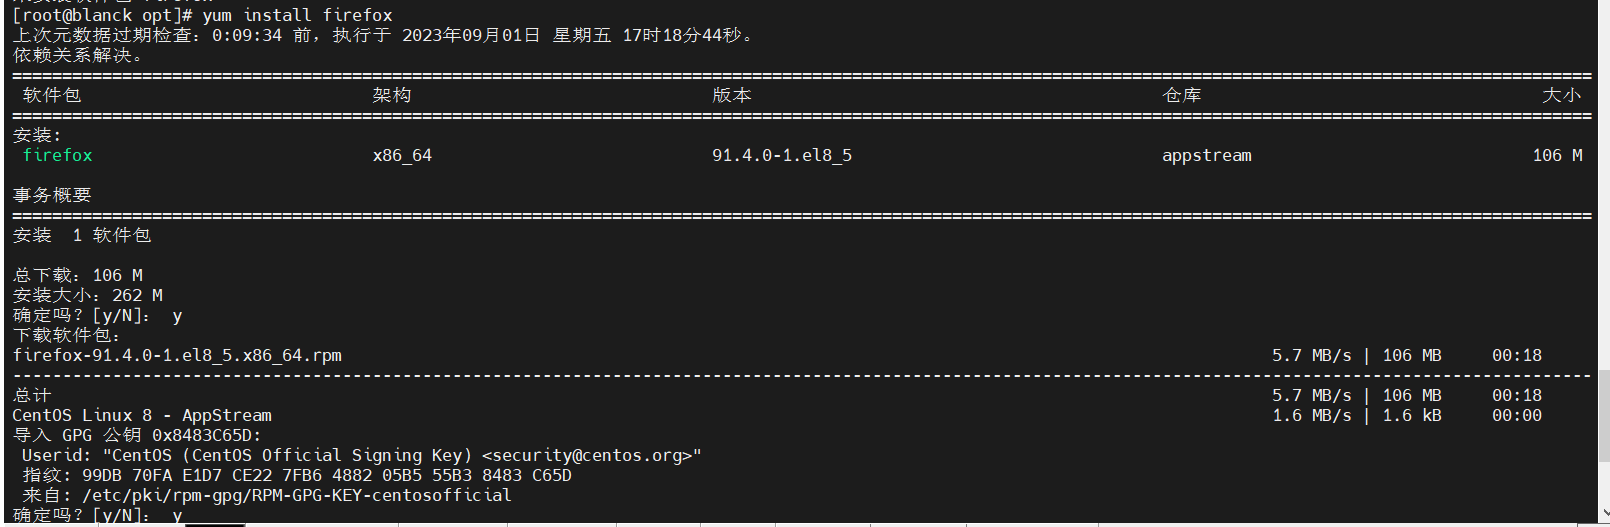 [root@blanck opt]# yum install firefox
上次元数据过期检查：0:09:34 前，执行于 2023年09月01日 星期五 17时18分44秒。
依赖关系解决。
软件包 架构 版本 仓库 大小
安装:
firefox x86_64 91.4.0-1.el8_5 appstream 106 M
事务概要
安装 1 软件包
总下载：106 M
安装大小：262 M
确定吗？[y/N]： y
下载软件包：
firefox-91.4.0-1.el8_5.x86_64.rpm 5.7 MB/s | 106 MB 00:18
总计 5.7 MB/s | 106 MB 00:18
CentOS Linux 8 - AppStream 1.6 MB/s | 1.6 kB 00:00
导入 GPG 公钥 0x8483C65D:
Userid: "CentOS (CentOS Official Signing Key) <security@centos.org>"
指纹: 99DB 70FA E1D7 CE22 7FB6 4882 05B5 55B3 8483 C65D
来自: /etc/pki/rpm-gpg/RPM-GPG-KEY-centosofficial
确定吗？[y/N]： y